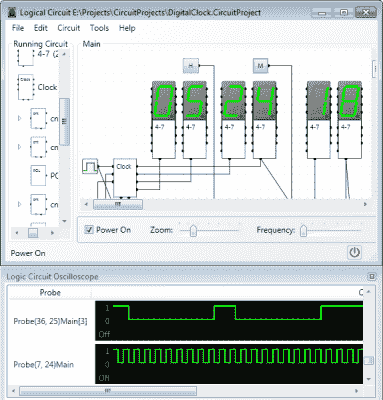 Logical Circuit E:\Projects\CircuitProjects\DigitalClock.CircuitProject
File Edit Circuit Tools Help
Running Circuit
Main
4-7
Clock
cn
cn
PO
cn
H
M
05 24 18
4-7 4-7 4-7 4-7 4-7 4-7
Clock
Power On Zoom: Frequency:
Power On
Logic Circuit Oscilloscope
Probe
Probe(36, 25)Main[3]
1
0
Off
Probe(7, 24)Main
1
0
Off